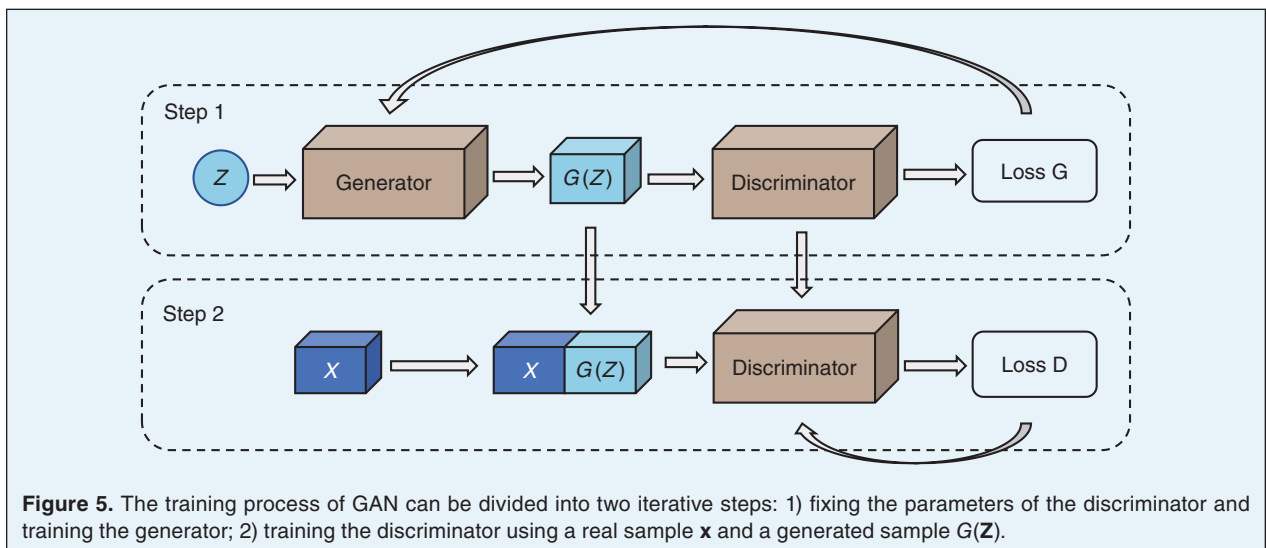 Step 1
Z
Generator
G(Z)
Discriminator
Loss G
Step 2
X
X
G(Z)
Discriminator
Loss D
Figure 5. The training process of GAN can be divided into two iterative steps: 1) fixing the parameters of the discriminator and
training the generator; 2) training the discriminator using a real sample x and a generated sample G(Z).